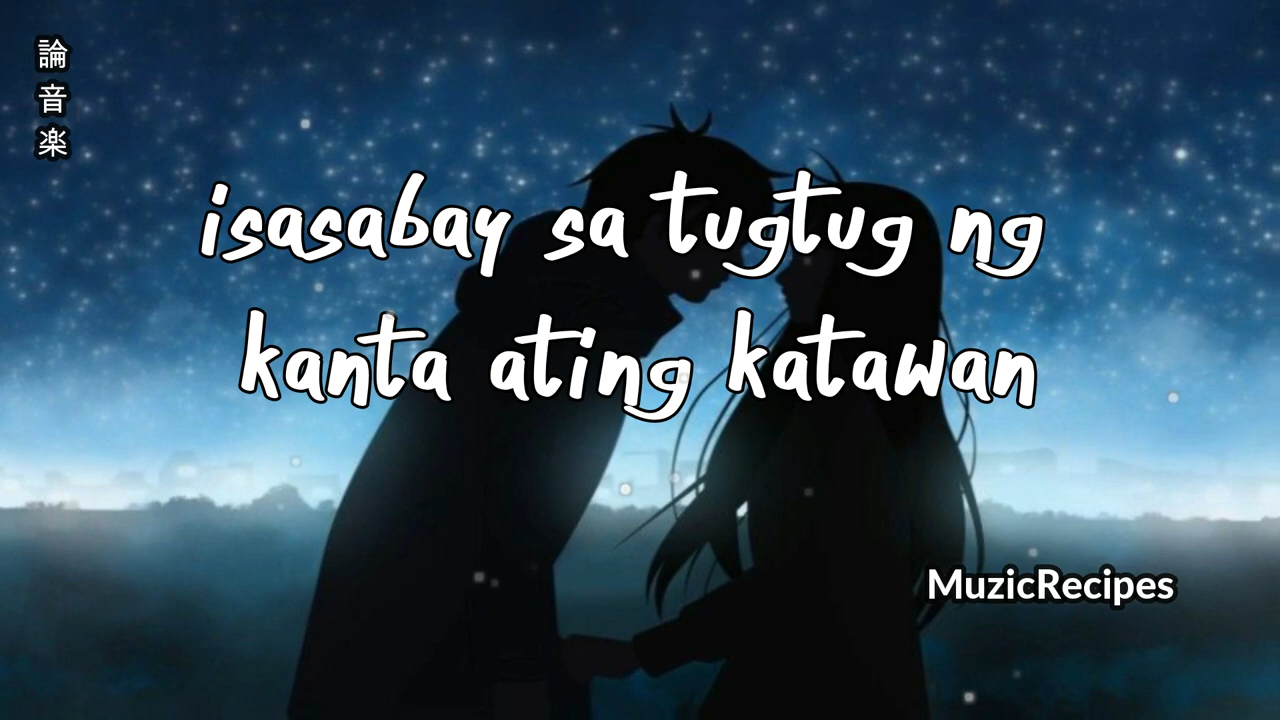 論音楽
isasabay sa tugtug ng
kanta ating katawan
MuzicRecipes